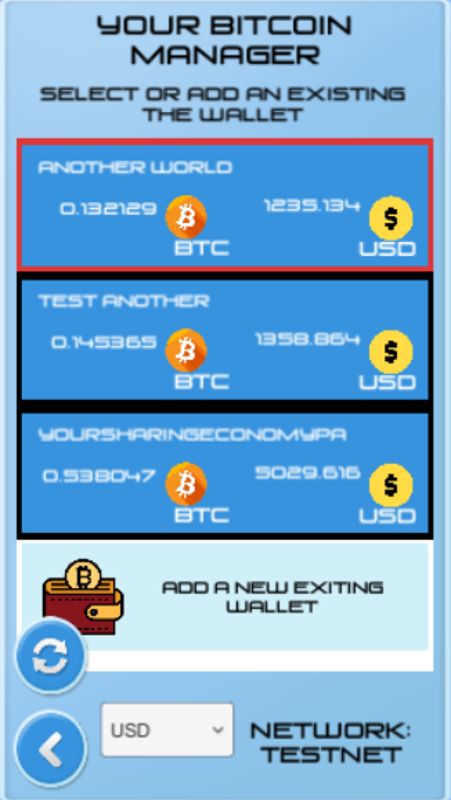 YOUR BITCOIN
MANAGER
SELECT OR ADD AN EXISTING
THE WALLET
ANOTHER WORLD
0.132129 1235.134
BTC USD
TEST ANOTHER
0.145365 1358.864
BTC USD
YOURSHARINGECONOMYPA
0.538047 5029.616
BTC USD
ADD A NEW EXITING
WALLET
USD
NETWORK:
TESTNET